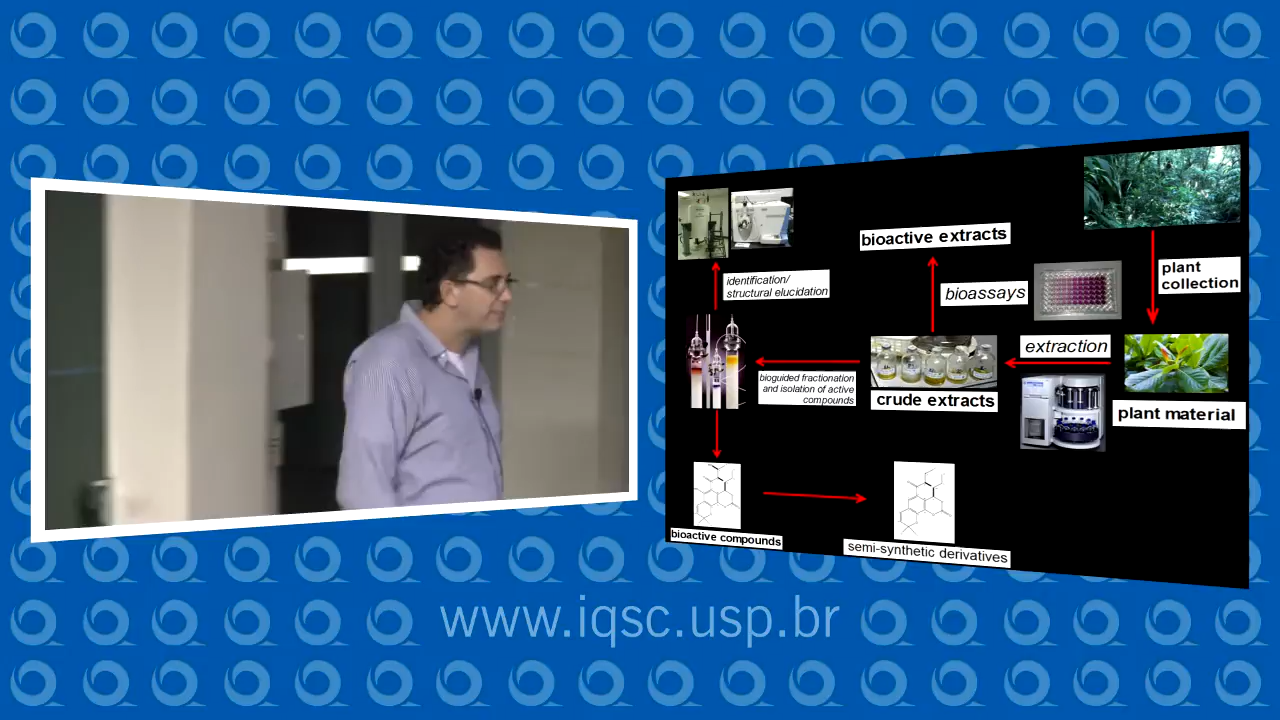 bioactive extracts
plant
collection
identification/
structural elucidation
bioassays
extraction
bioguided fractionation
and isolation of active
compounds
crude extracts
plant material
bioactive compounds
semi-synthetic derivatives
www.iqsc.usp.br